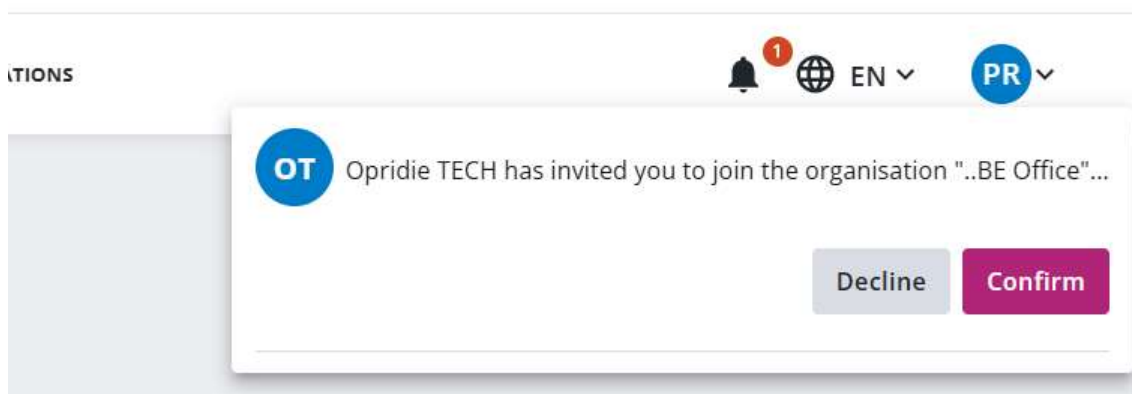 ATIONS
1
EN
PR
OT
Opridie TECH has invited you to join the organisation "..BE Office"...
Decline
Confirm